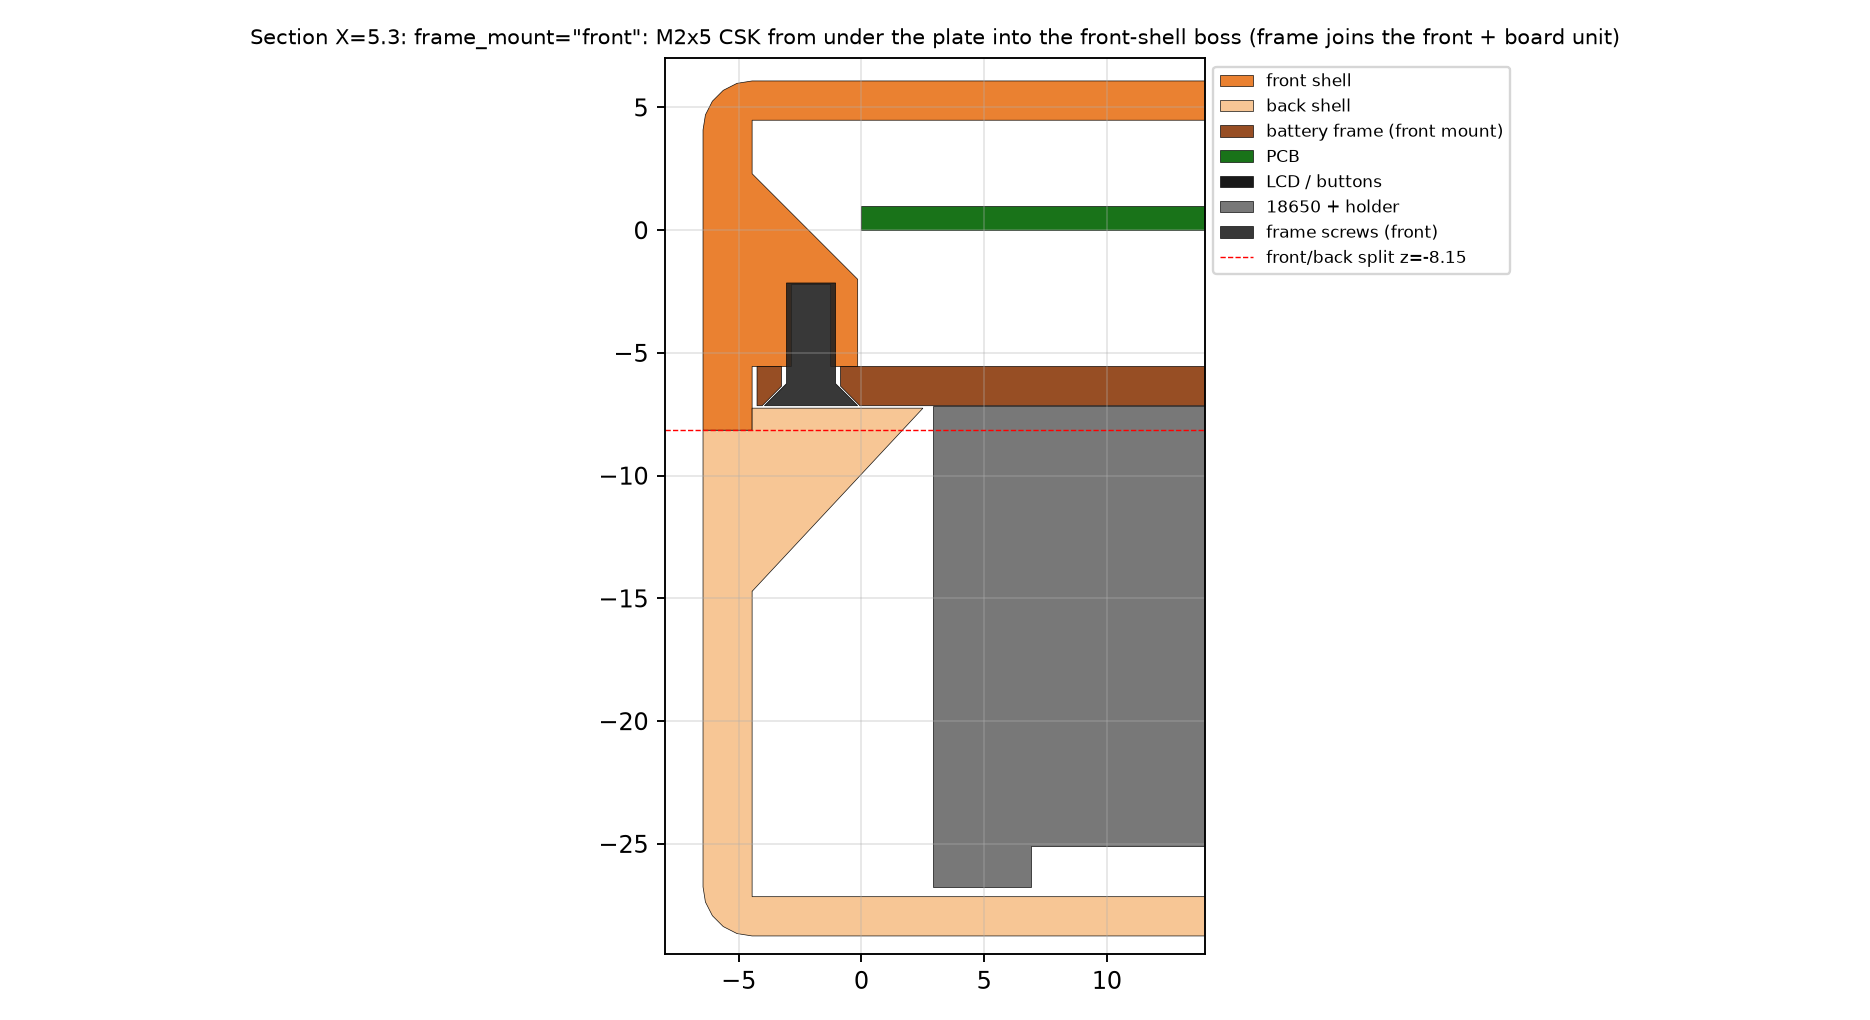 Section X=5.3: frame_mount="front": M2x5 CSK from under the plate into the front-shell boss (frame joins the front + board unit)
front shell
back shell
battery frame (front mount)
PCB
LCD / buttons
18650 + holder
frame screws (front)
front/back split z=-8.15
5
0
−5
−10
−15
−20
−25
−5
0
5
10